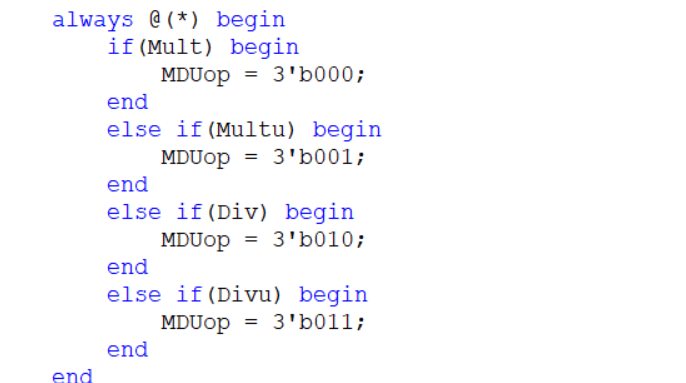 always @(*) begin
    if(Mult) begin
        MDUop = 3'b000;
    end
    else if(Multu) begin
        MDUop = 3'b001;
    end
    else if(Div) begin
        MDUop = 3'b010;
    end
    else if(Divu) begin
        MDUop = 3'b011;
    end
end